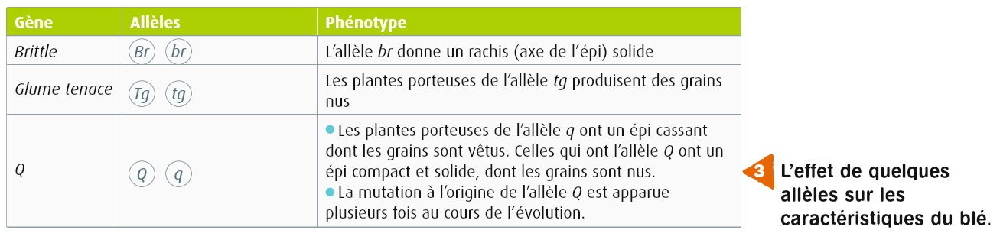 Gène Allèles Phénotype
Brittle Br br L’allèle br donne un rachis (axe de l’épi) solide
Glume tenace Tg tg Les plantes porteuses de l’allèle tg produisent des grains
nus
Q Q q ● Les plantes porteuses de l’allèle q ont un épi cassant
dont les grains sont vêtus. Celles qui ont l’allèle Q ont un
épi compact et solide, dont les grains sont nus.
● La mutation à l’origine de l’allèle Q est apparue
plusieurs fois au cours de l’évolution.
3 L’effet de quelques
allèles sur les
caractéristiques du blé.